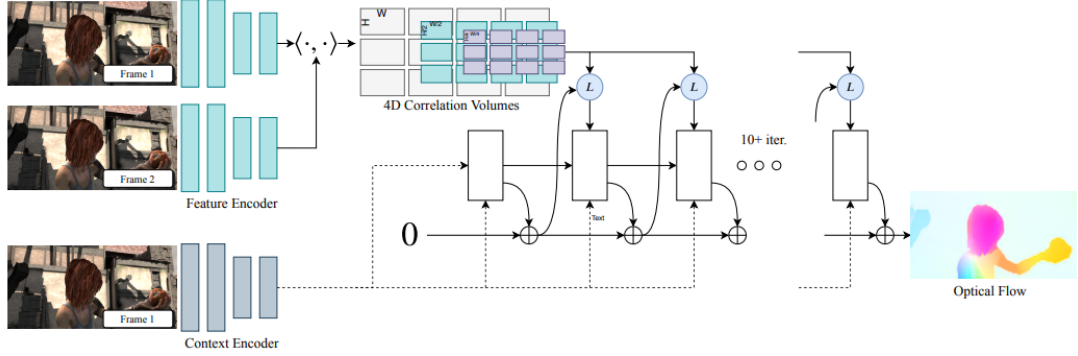 Frame 1
Frame 2
Feature Encoder
Frame 1
Context Encoder
⟨·, ·⟩
H
W
H/2
W/2
H/4
W/4
4D Correlation Volumes
L
L
L
10+ iter.
Text
0
Optical Flow